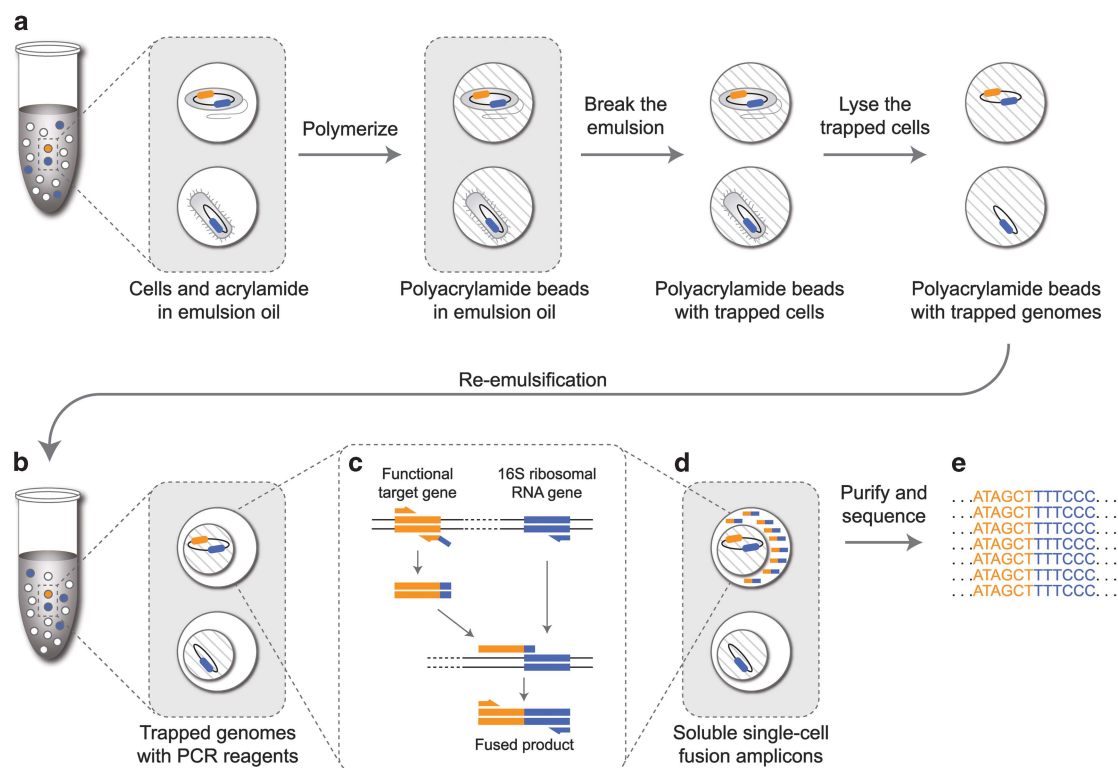 a
Polymerize
Break the
emulsion
Lyse the
trapped cells
Cells and acrylamide
in emulsion oil
Polyacrylamide beads
in emulsion oil
Polyacrylamide beads
with trapped cells
Polyacrylamide beads
with trapped genomes
Re-emulsification
b
Trapped genomes
with PCR reagents
c
Functional
target gene
16S ribosomal
RNA gene
Fused product
d
Soluble single-cell
fusion amplicons
Purify and
sequence
e
. . .ATAGCTTTTCCC. . .
. . .ATAGCTTTTCCC. . .
. . .ATAGCTTTTCCC. . .
. . .ATAGCTTTTCCC. . .
. . .ATAGCTTTTCCC. . .
. . .ATAGCTTTTCCC. . .
. . .ATAGCTTTTCCC. . .